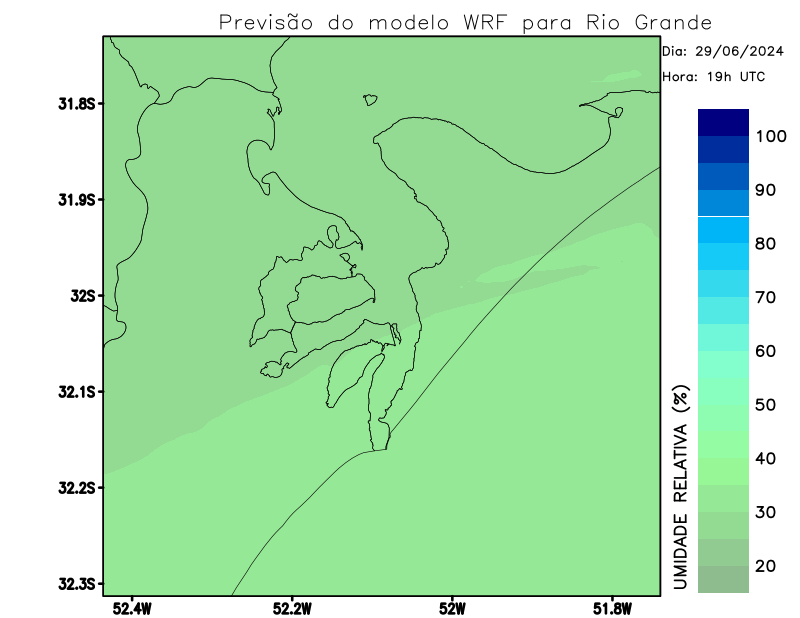 Previsão do modelo WRF para Rio Grande
Dia: 29/06/2024
Hora: 19h UTC
31.8S
31.9S
32S
32.1S
32.2S
32.3S
52.4W
52.2W
52W
51.8W
UMIDADE RELATIVA (%)
100
90
80
70
60
50
40
30
20